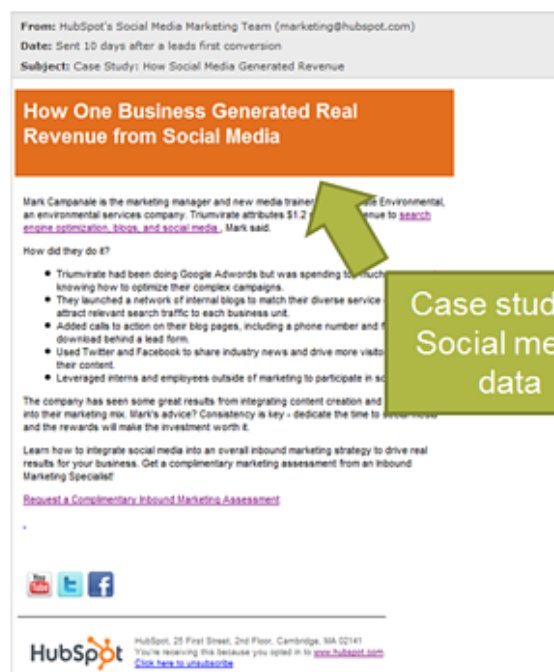 From: HubSpot's Social Media Marketing Team (marketing@hubspot.com)
Date: Sent 10 days after a leads first conversion
Subject: Case Study: How Social Media Generated Revenue
How One Business Generated Real
Revenue from Social Media
Mark Campanale is the marketing manager and new media trainer Environmental,
an environmental services company. Triumvirate attributes $1.2 to search
engine optimization, blogs, and social media , Mark said.
How did they do it?
Triumvirate had been doing Google Adwords but was spending
knowing how to optimize their complex campaigns.
They launched a network of internal blogs to match their diverse service
attract relevant search traffic to each business unit.
Added calls to action on their blog pages, including a phone number and
download behind a lead form.
Used Twitter and Facebook to share industry news and drive more
their content.
Leveraged interns and employees outside of marketing to participate in
The company has seen some great results from integrating content creation and
into their marketing mix. Mark's advice? Consistency is key - dedicate the time to social media
and the rewards will make the investment worth it.
Learn how to integrate social media into an overall inbound marketing strategy to drive real
results for your business. Get a complimentary marketing assessment from an Inbound
Marketing Specialist!
Request a Complimentary Inbound Marketing Assessment
Case
Social
data
You Tube
HubSpot
HubSpot, 25 First Street, 2nd Floor, Cambridge, MA 02141
You're receiving this because you opted in to www.hubspot.com.
Click here to unsubscribe